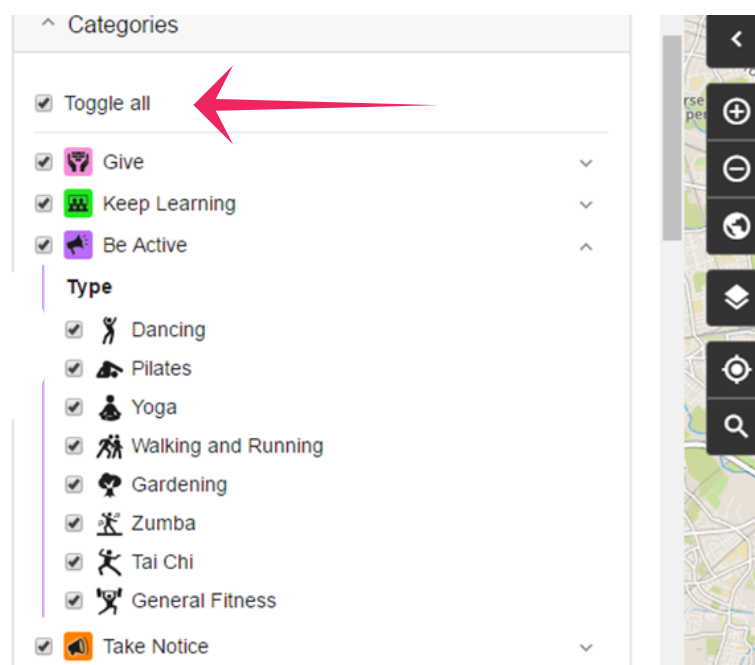 Categories
Toggle all
Give
Keep Learning
Be Active
Type
Dancing
Pilates
Yoga
Walking and Running
Gardening
Zumba
Tai Chi
General Fitness
Take Notice